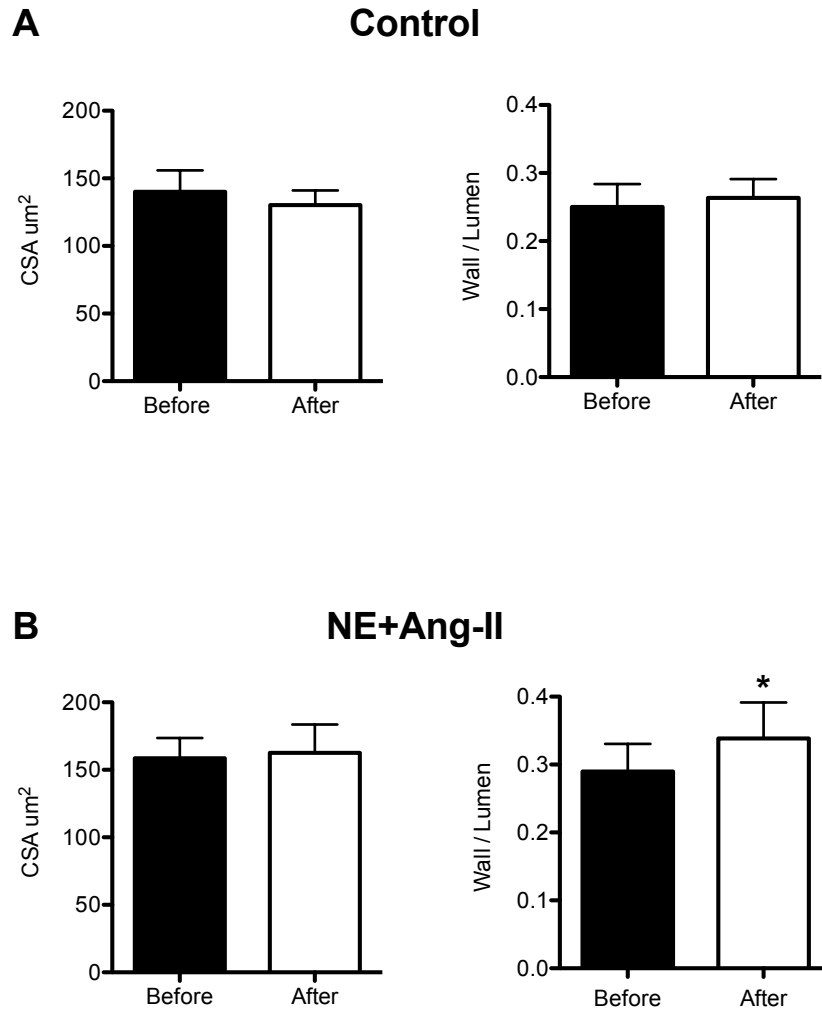 A Control
200
150
100
50
0
CSA um²
Before After
0.4
0.3
0.2
0.1
0.0
Wall / Lumen
Before After
B NE+Ang-II
200
150
100
50
0
CSA um²
Before After
0.4
0.3
0.2
0.1
0.0
Wall / Lumen
*
Before After